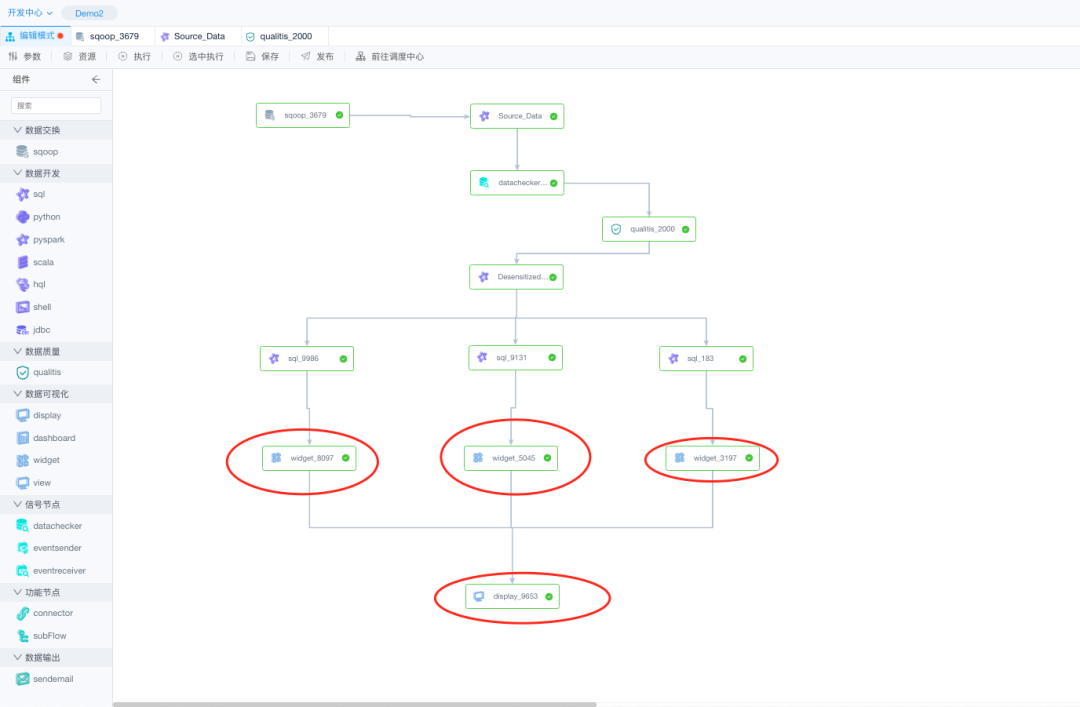 开发中心 Demo2
编辑模式 sqoop_3679 Source_Data qualitis_2000
参数 资源 执行 选中执行 保存 发布 前往调度中心
组件
搜索
数据交换
sqoop
数据开发
sql
python
pyspark
scala
hql
shell
jdbc
数据质量
qualitis
数据可视化
display
dashboard
widget
view
信号节点
datachecker
eventsender
eventreceiver
功能节点
connector
subFlow
数据输出
sendemail
sqoop_3679 Source_Data
datachecker...
qualitis_2000
Desensitized...
sql_9986 sql_9131 sql_183
widget_8097 widget_5045 widget_3197
display_9653